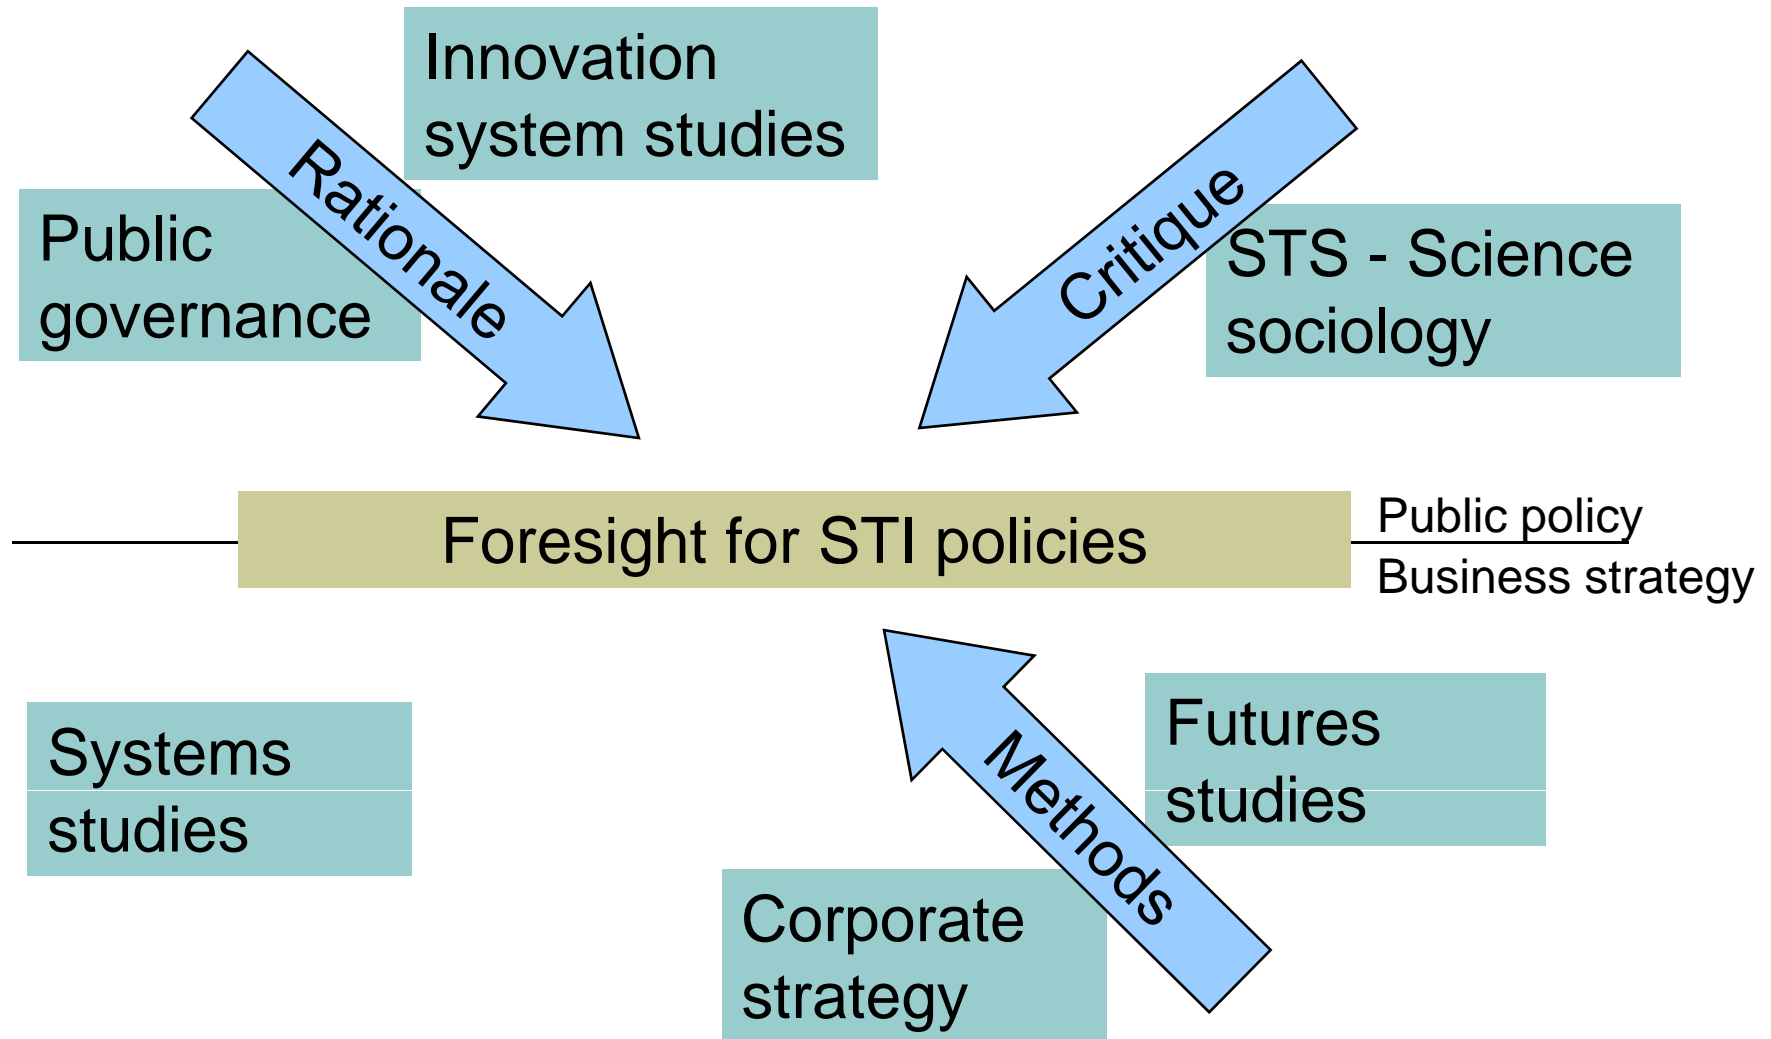 Innovation
system studies
Rationale
Public
governance
Critique
STS - Science
sociology
Foresight for STI policies
Public policy
Business strategy
Systems
studies
Futures
studies
Methods
Corporate
strategy